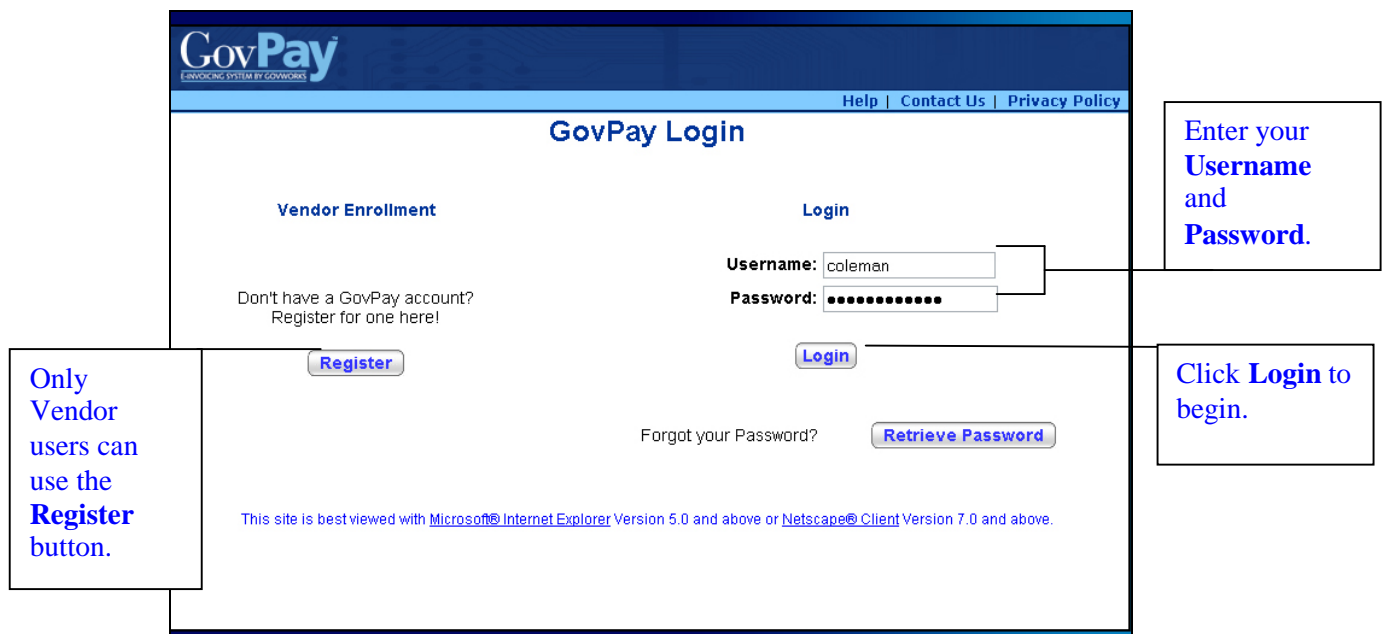 GovPay
E-INVOICING SYSTEM BY GOVWORKS
Help | Contact Us | Privacy Policy
GovPay Login
Vendor Enrollment
Don't have a GovPay account?
Register for one here!
Register
Login
Username: coleman
Password: ●●●●●●●●●●●●
Login
Forgot your Password? Retrieve Password
This site is best viewed with Microsoft® Internet Explorer Version 5.0 and above or Netscape® Client Version 7.0 and above.
Enter your
Username
and
Password.
Click Login to
begin.
Only
Vendor
users can
use the
Register
button.